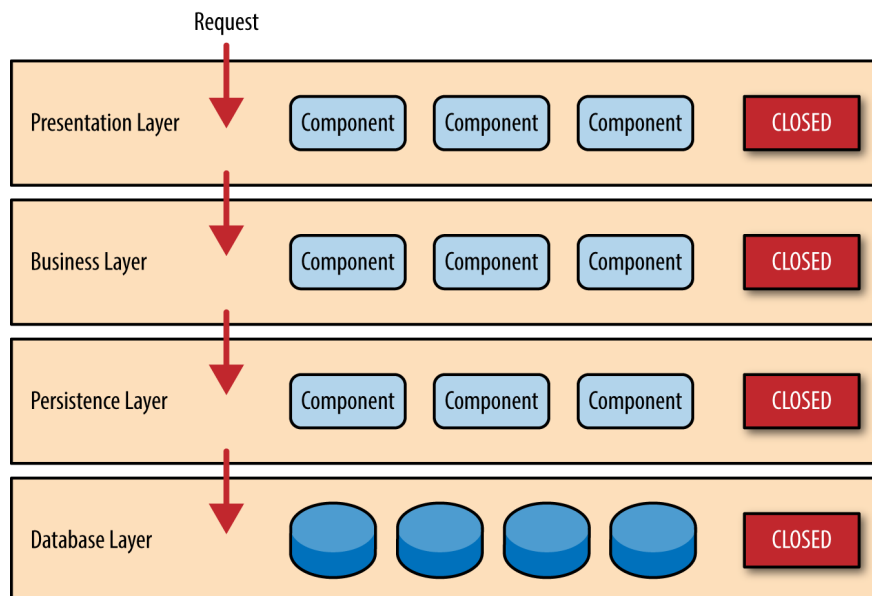 Request
Presentation Layer Component Component Component CLOSED
Business Layer Component Component Component CLOSED
Persistence Layer Component Component Component CLOSED
Database Layer CLOSED